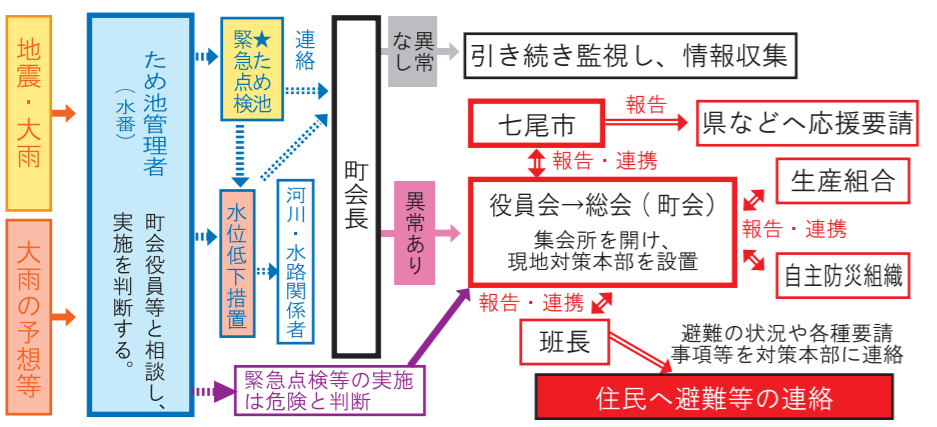 地震・大雨
大雨の予想等
ため池管理者
（水番）
町会役員等と相談し、
実施を判断する。
★ため池
緊急点検
連絡
水位低下措置
河川・水路関係者
緊急点検等の実施
は危険と判断
町会長
異常
なし
引き続き監視し、情報収集
異常あり
七尾市
報告
県などへ応援要請
報告・連携
役員会→総会（町会）
集会所を開け、
現地対策本部を設置
生産組合
報告・連携
自主防災組織
報告・連携
班長
避難の状況や各種要請
事項等を対策本部に連絡
住民へ避難等の連絡